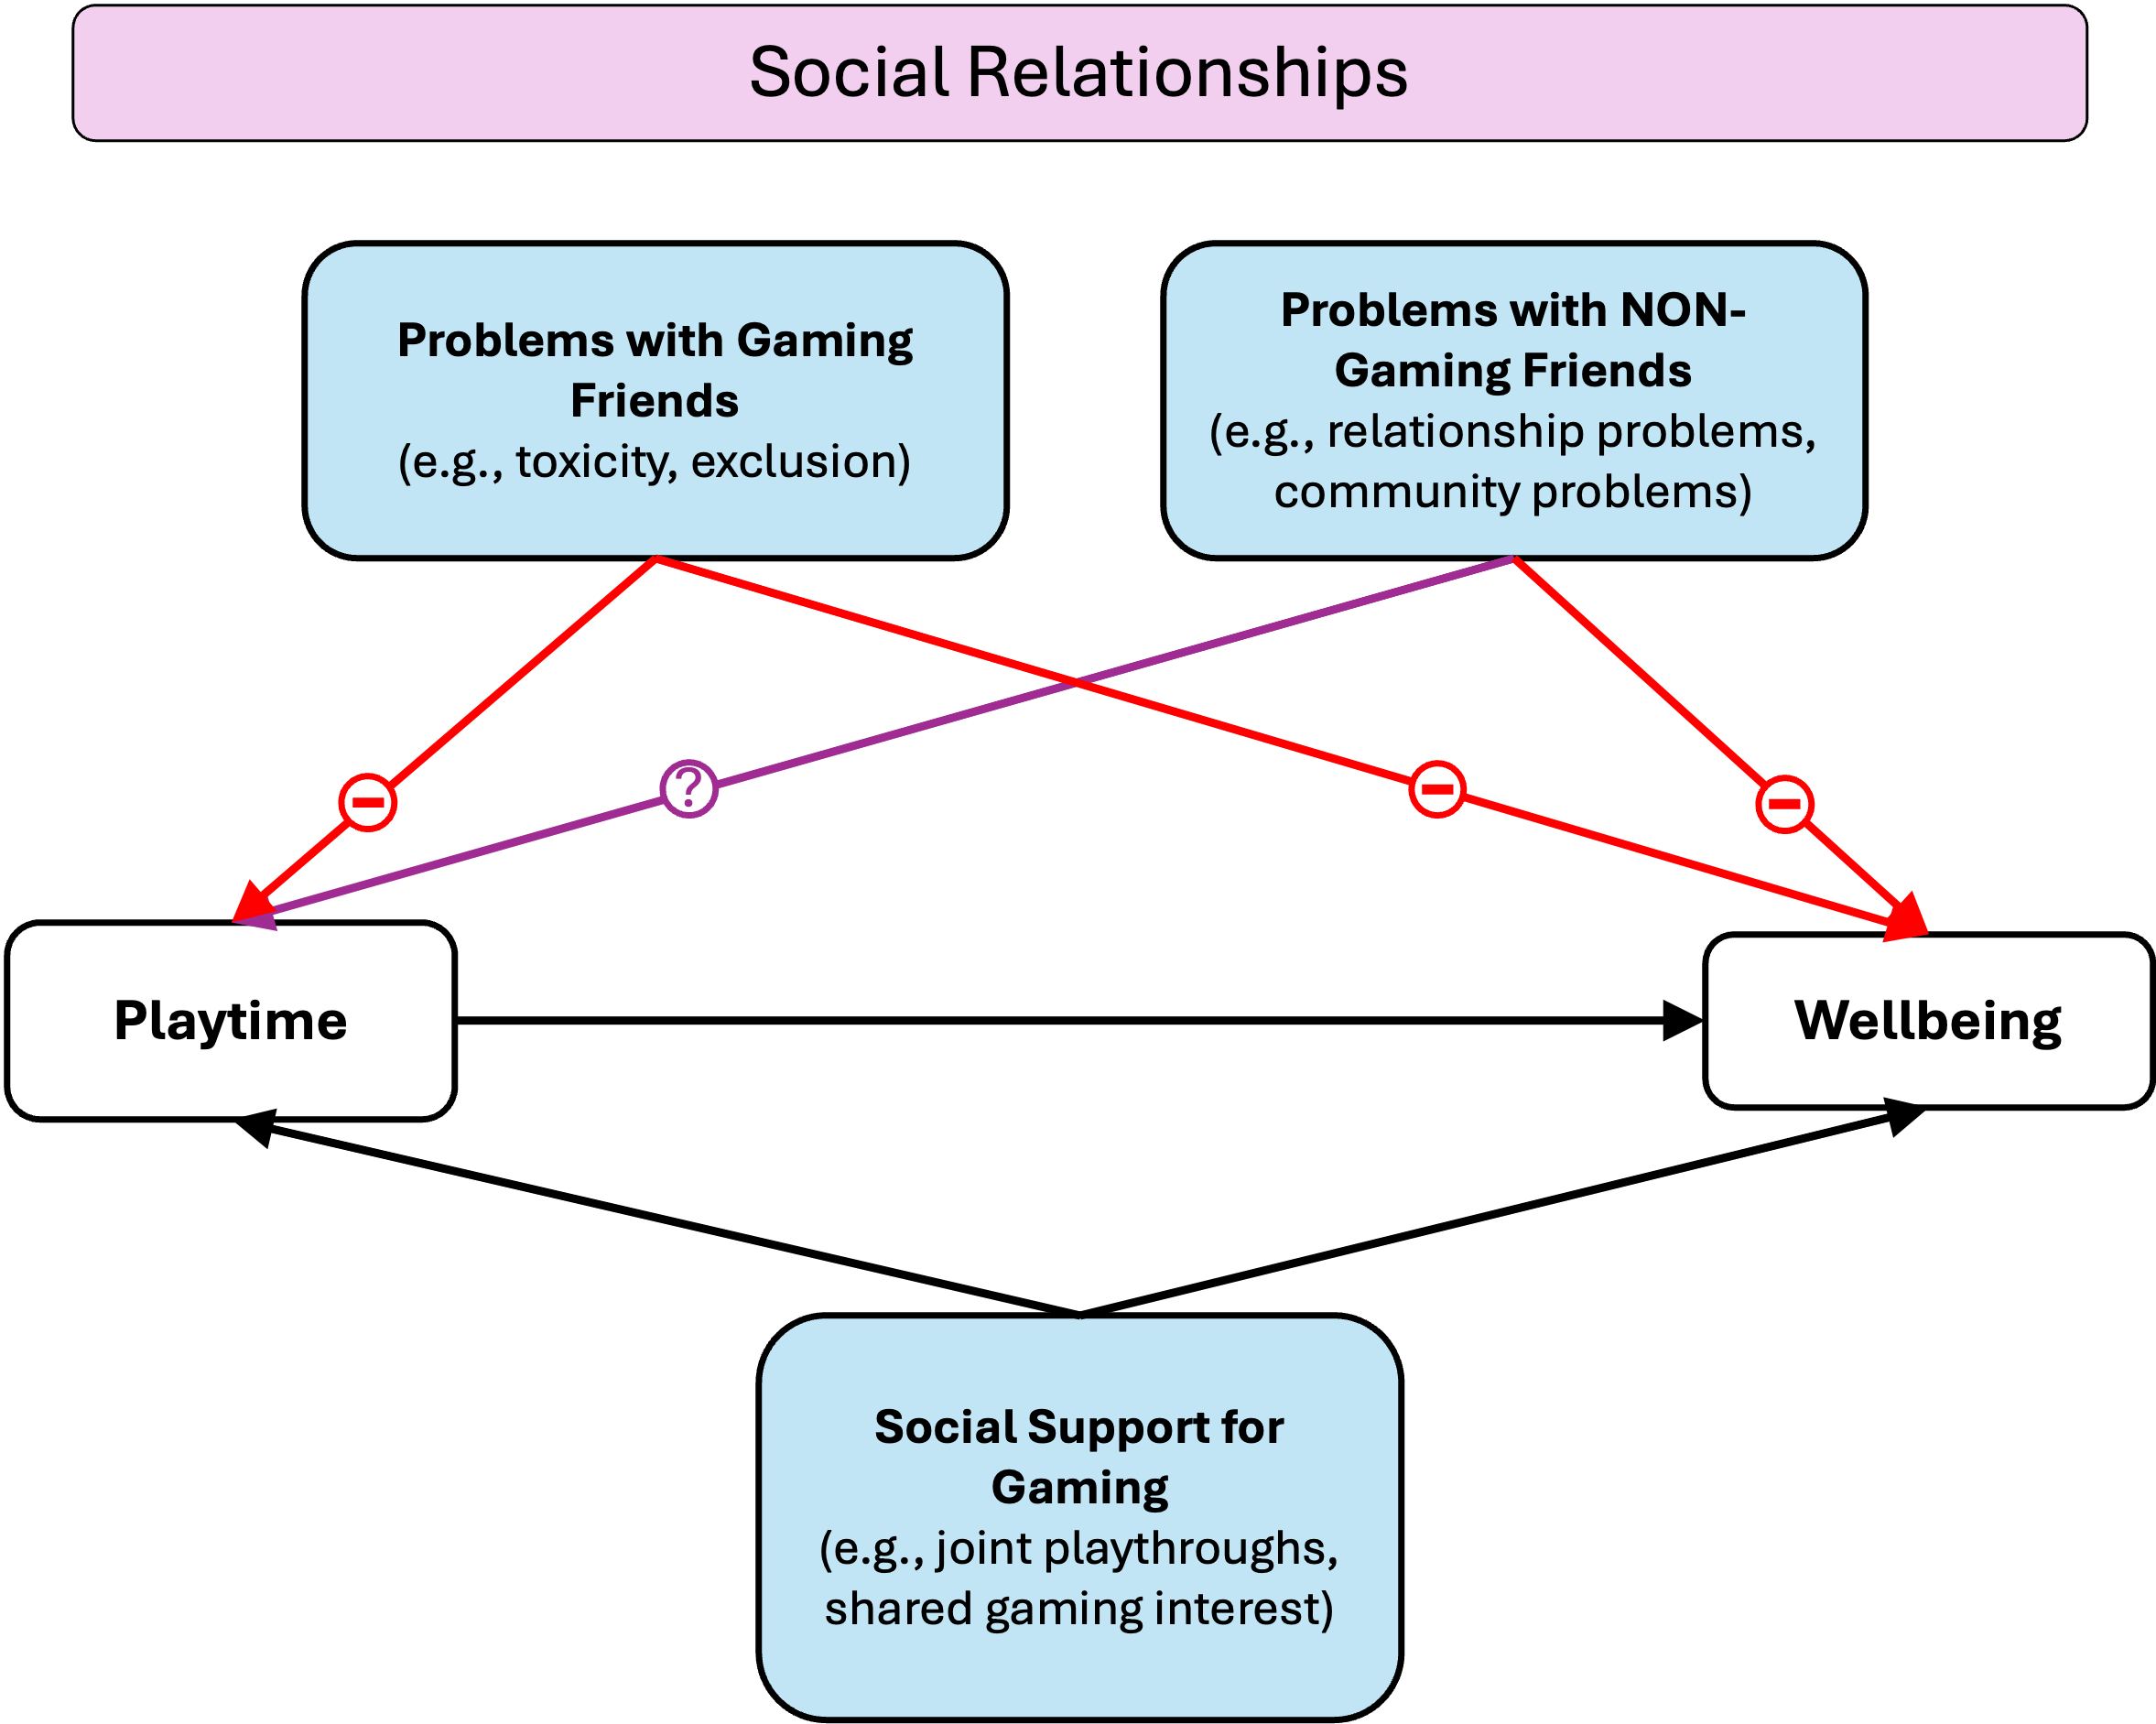 Social Relationships
Problems with Gaming
Friends
(e.g., toxicity, exclusion)
Problems with NON-
Gaming Friends
(e.g., relationship problems,
community problems)
?
Playtime
Wellbeing
Social Support for
Gaming
(e.g., joint playthroughs,
shared gaming interest)